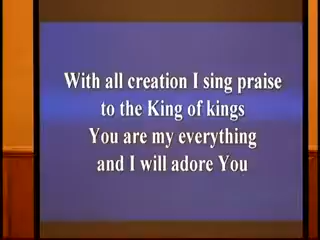 With all creation I sing praise
to the King of kings
You are my everything
and I will adore You